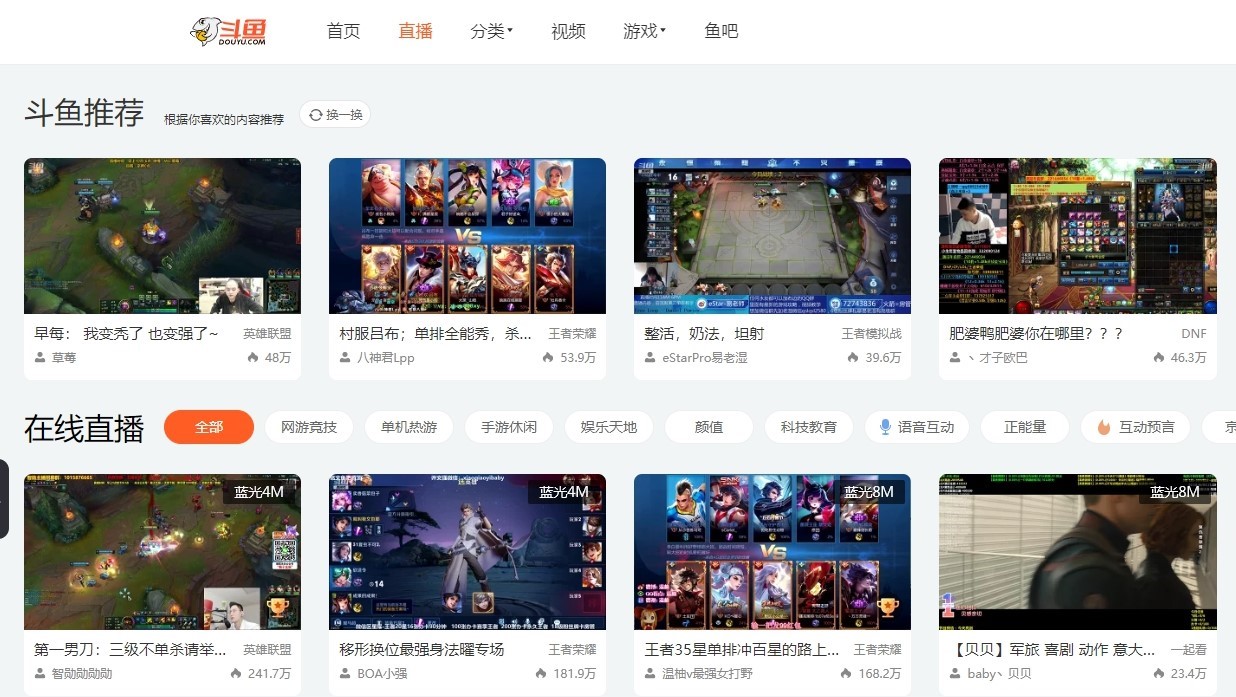 斗鱼
DOUYU.COM
首页 直播 分类 视频 游戏 鱼吧
斗鱼推荐 根据你喜欢的内容推荐 换一换
VS
早每： 我变秃了 也变强了~ 英雄联盟
草莓 48万
村服吕布；单排全能秀，杀... 王者荣耀
八神君Lpp 53.9万
整活，奶法，坦射 王者模拟战
eStarPro易老湿 39.6万
肥婆鸭肥婆你在哪里？？？ DNF
丶才子欧巴 46.3万
在线直播 全部 网游竞技 单机热游 手游休闲 娱乐天地 颜值 科技教育 语音互动 正能量 互动预言 京
蓝光4M
蓝光4M
蓝光8M
VS
蓝光8M
第一男刀：三级不单杀请举... 英雄联盟
智勋勋勋勋 241.7万
移形换位最强身法曜专场 王者荣耀
BOA小强 181.9万
王者35星单排冲百星的路上... 王者荣耀
温柚v最强女打野 168.2万
【贝贝】军旅 喜剧 动作 意大... 一起看
baby丶贝贝 23.4万